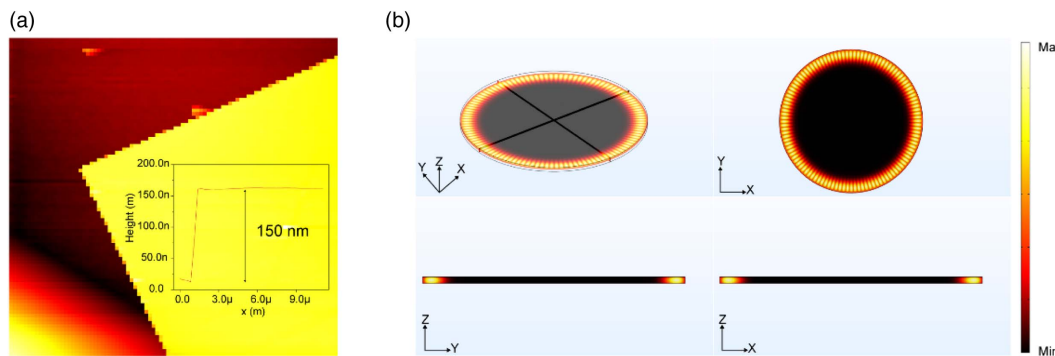 (a)
(b)
200.0n
150.0n
100.0n
50.0n
0.0
Height (m)
150 nm
0.0 3.0µ 6.0µ 9.0µ
x (m)
Y Z X
Y
X
Z
Y
Z
X
Ma
Min